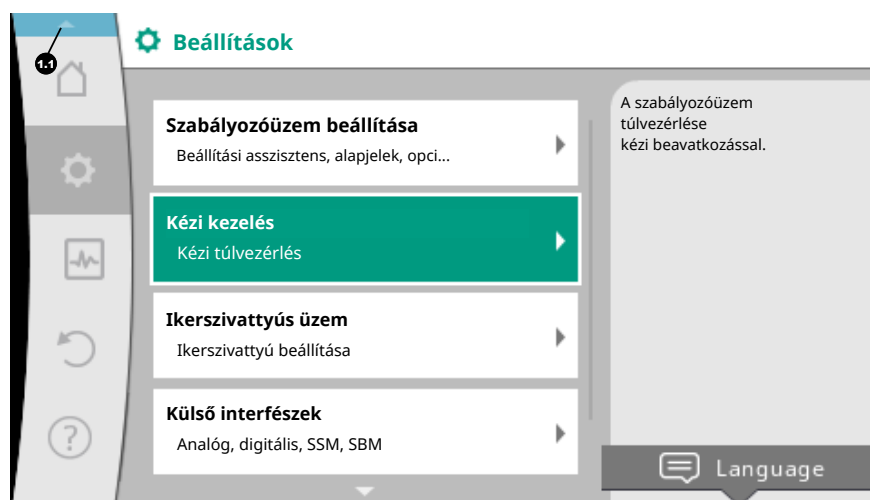 1.1
Beállítások
Szabályozóüzem beállítása
Beállítási asszisztens, alapjelek, opci...
Kézi kezelés
Kézi túlvezérlés
Ikerszivattyús üzem
Ikerszivattyú beállítása
Külső interfészek
Analóg, digitális, SSM, SBM
A szabályozóüzem
túlvezérlése
kézi beavatkozással.
?
Language